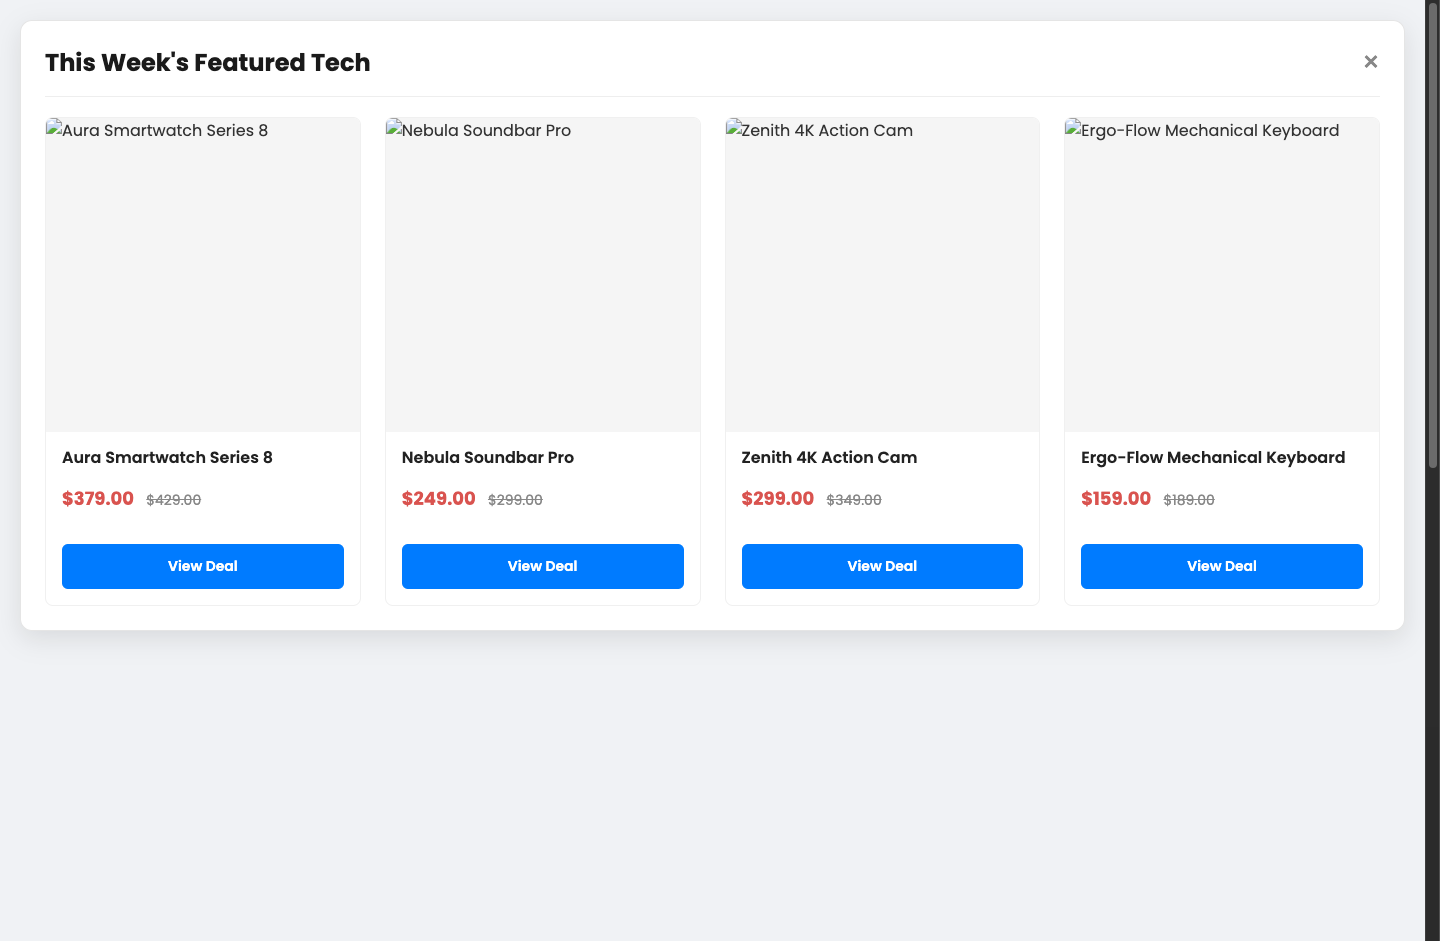 This Week's Featured Tech
×
Aura Smartwatch Series 8
Nebula Soundbar Pro
Zenith 4K Action Cam
Ergo-Flow Mechanical Keyboard
Aura Smartwatch Series 8
$379.00 $429.00
View Deal
Nebula Soundbar Pro
$249.00 $299.00
View Deal
Zenith 4K Action Cam
$299.00 $349.00
View Deal
Ergo-Flow Mechanical Keyboard
$159.00 $189.00
View Deal